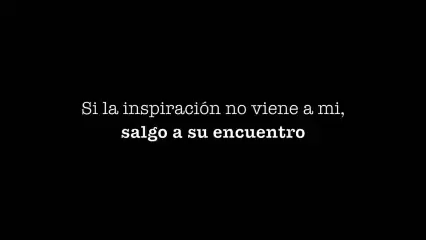 Si la inspiración no viene a mi,
salgo a su encuentro